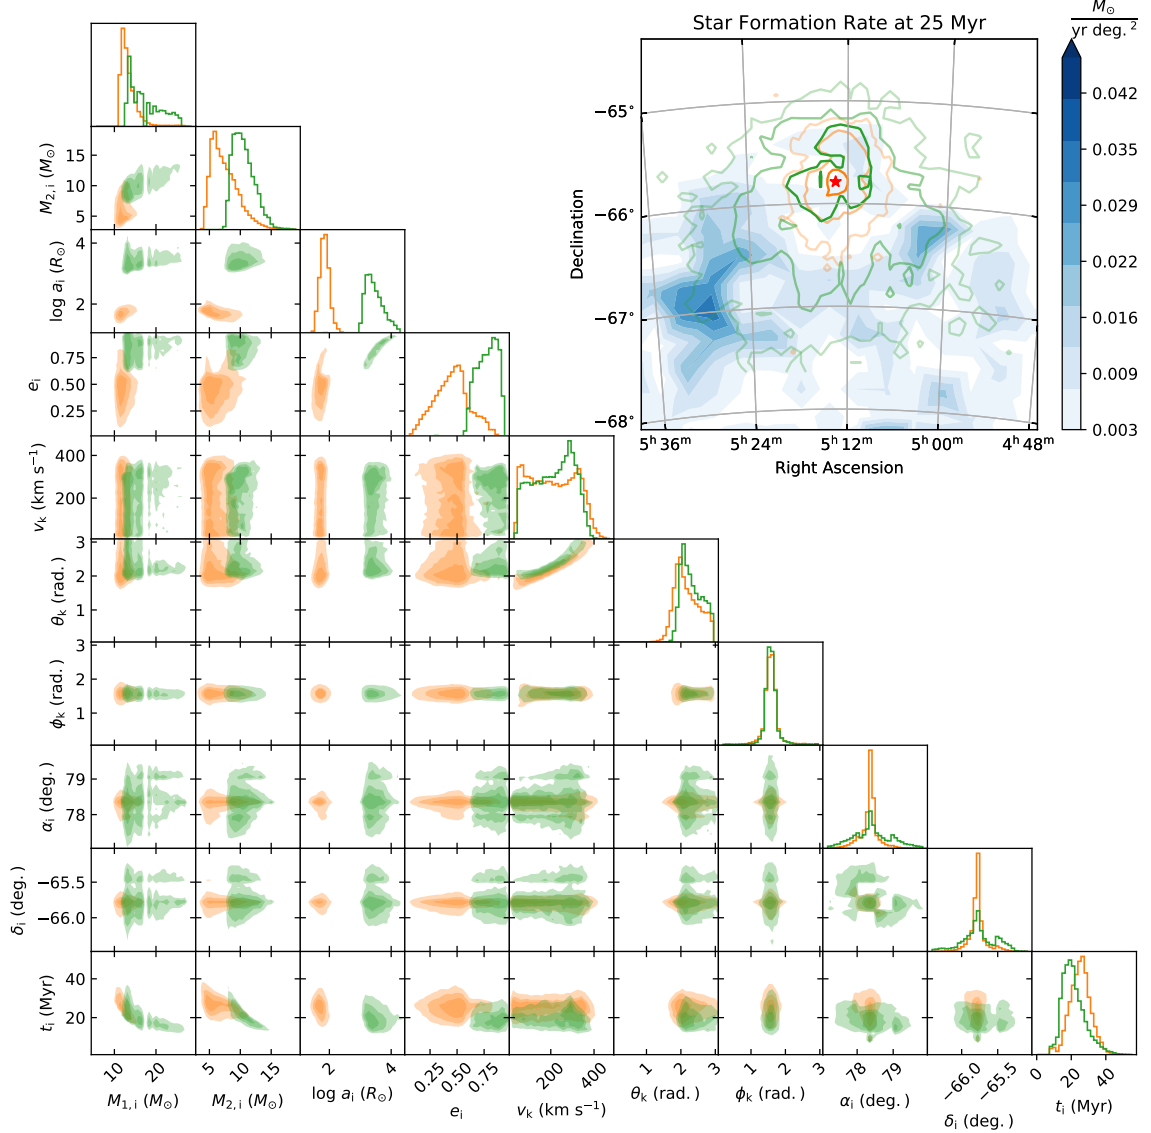 Star Formation Rate at 25 Myr
M⊙
yr deg. ²
−65°
−66°
−67°
−68°
Declination
5ʰ 36ᵐ 5ʰ 24ᵐ 5ʰ 12ᵐ 5ʰ 00ᵐ 4ʰ 48ᵐ
Right Ascension
0.042
0.035
0.029
0.022
0.016
0.009
0.003
M₂,ᵢ (M⊙)
15
10
5
log aᵢ (R⊙)
4
2
eᵢ
0.75
0.50
0.25
vₖ (km s⁻¹)
400
200
θₖ (rad.)
3
2
1
ϕₖ (rad.)
3
2
1
αᵢ (deg.)
79
78
δᵢ (deg.)
−65.5
−66.0
tᵢ (Myr)
40
20
10 20 5 10 15 2 4 0.25 0.50 0.75 200 400 1 2 3 1 2 3 78 79 −66.0 −65.5 0 20 40
M₁,ᵢ (M⊙) M₂,ᵢ (M⊙) log aᵢ (R⊙) eᵢ vₖ (km s⁻¹) θₖ (rad.) ϕₖ (rad.) αᵢ (deg.) δᵢ (deg.) tᵢ (Myr)